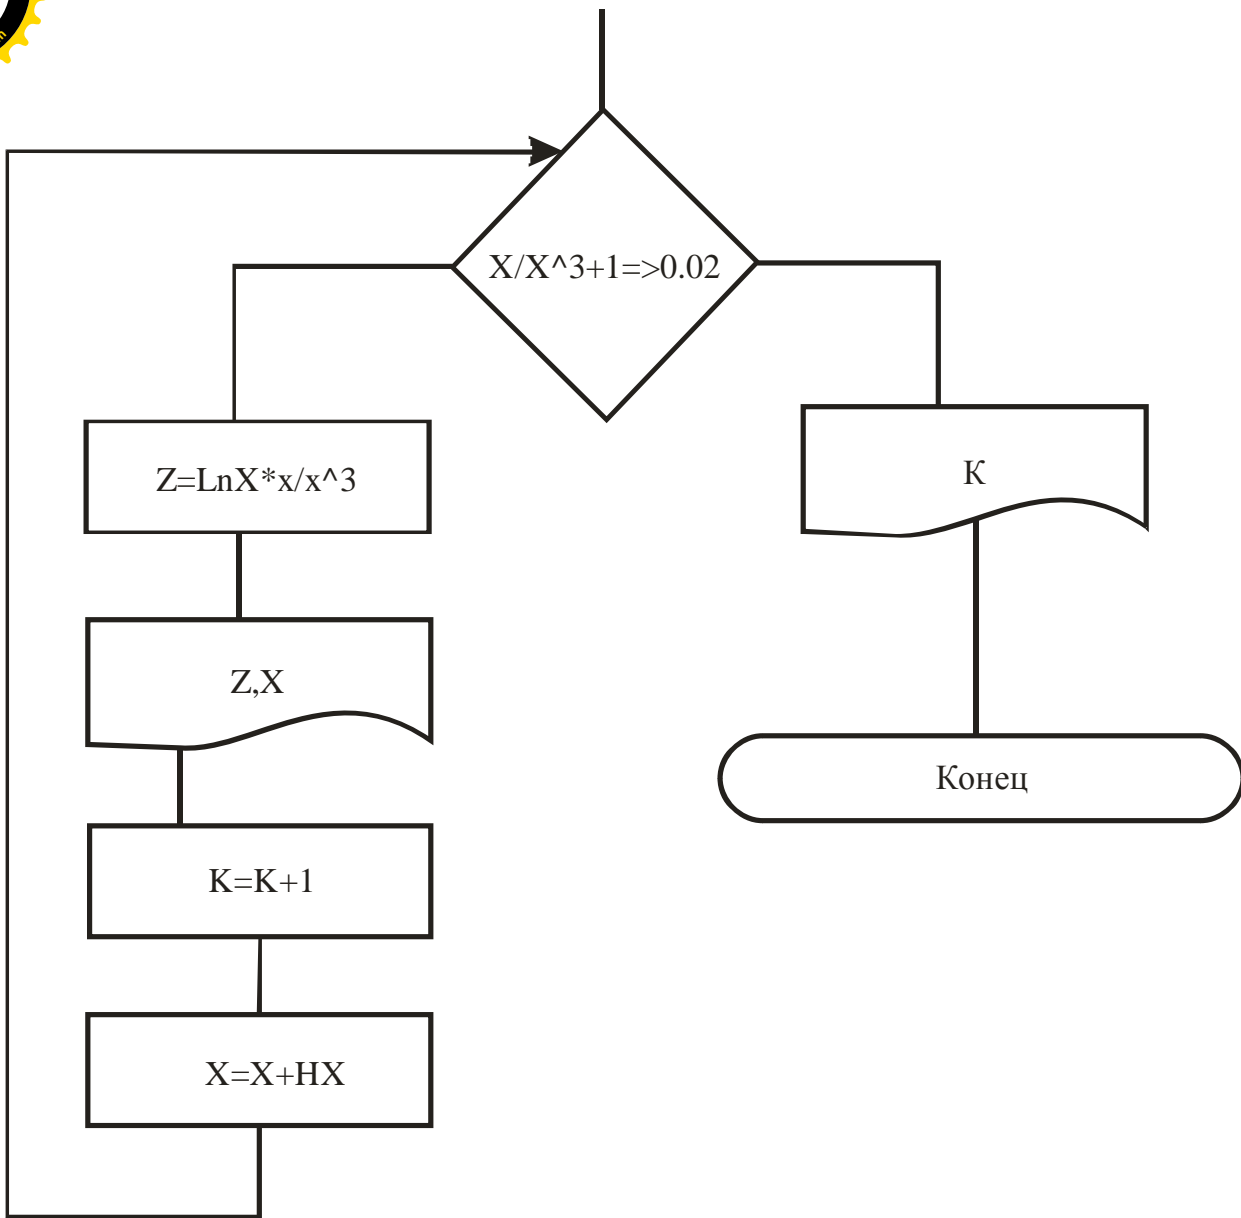 X/X^3+1=>0.02
Z=LnX*x/x^3
К
Z,X
Конец
K=K+1
X=X+HX